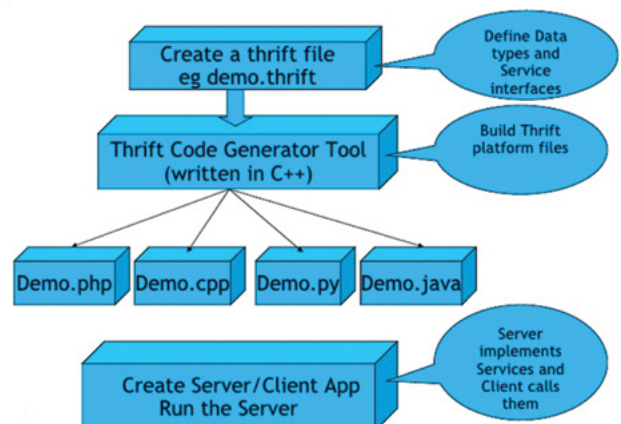 Create a thrift file
eg demo.thrift
Define Data
types and
Service
interfaces
Thrift Code Generator Tool
(written in C++)
Build Thrift
platform files
Demo.php
Demo.cpp
Demo.py
Demo.java
Create Server/Client App
Run the Server
Server
implements
Services and
Client calls
them